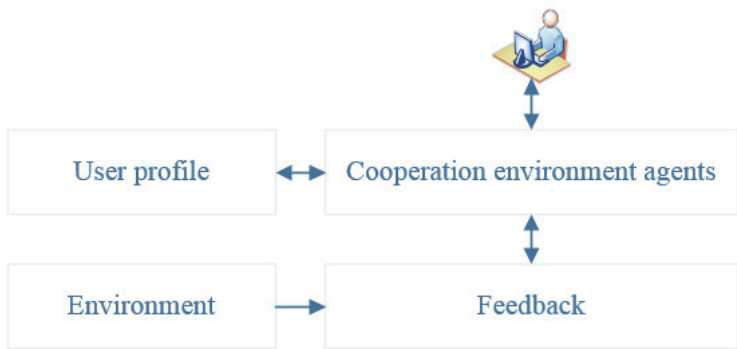 User profile
Cooperation environment agents
Environment
Feedback